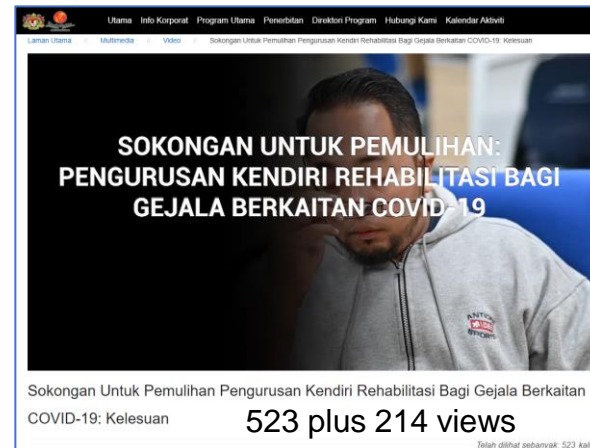 Utama Info Korporat Program Utama Penerbitan Direktori Program Hubungi Kami Kalendar Aktiviti
Laman Utama / Multimedia / Video / Sokongan Untuk Pemulihan Pengurusan Kendiri Rehabilitasi Bagi Gejala Berkaitan COVID-19: Kelesuan
SOKONGAN UNTUK PEMULIHAN:
PENGURUSAN KENDIRI REHABILITASI BAGI
GEJALA BERKAITAN COVID-19
Sokongan Untuk Pemulihan Pengurusan Kendiri Rehabilitasi Bagi Gejala Berkaitan
COVID-19: Kelesuan
523 plus 214 views
Telah dilihat sebanyak: 523 kali